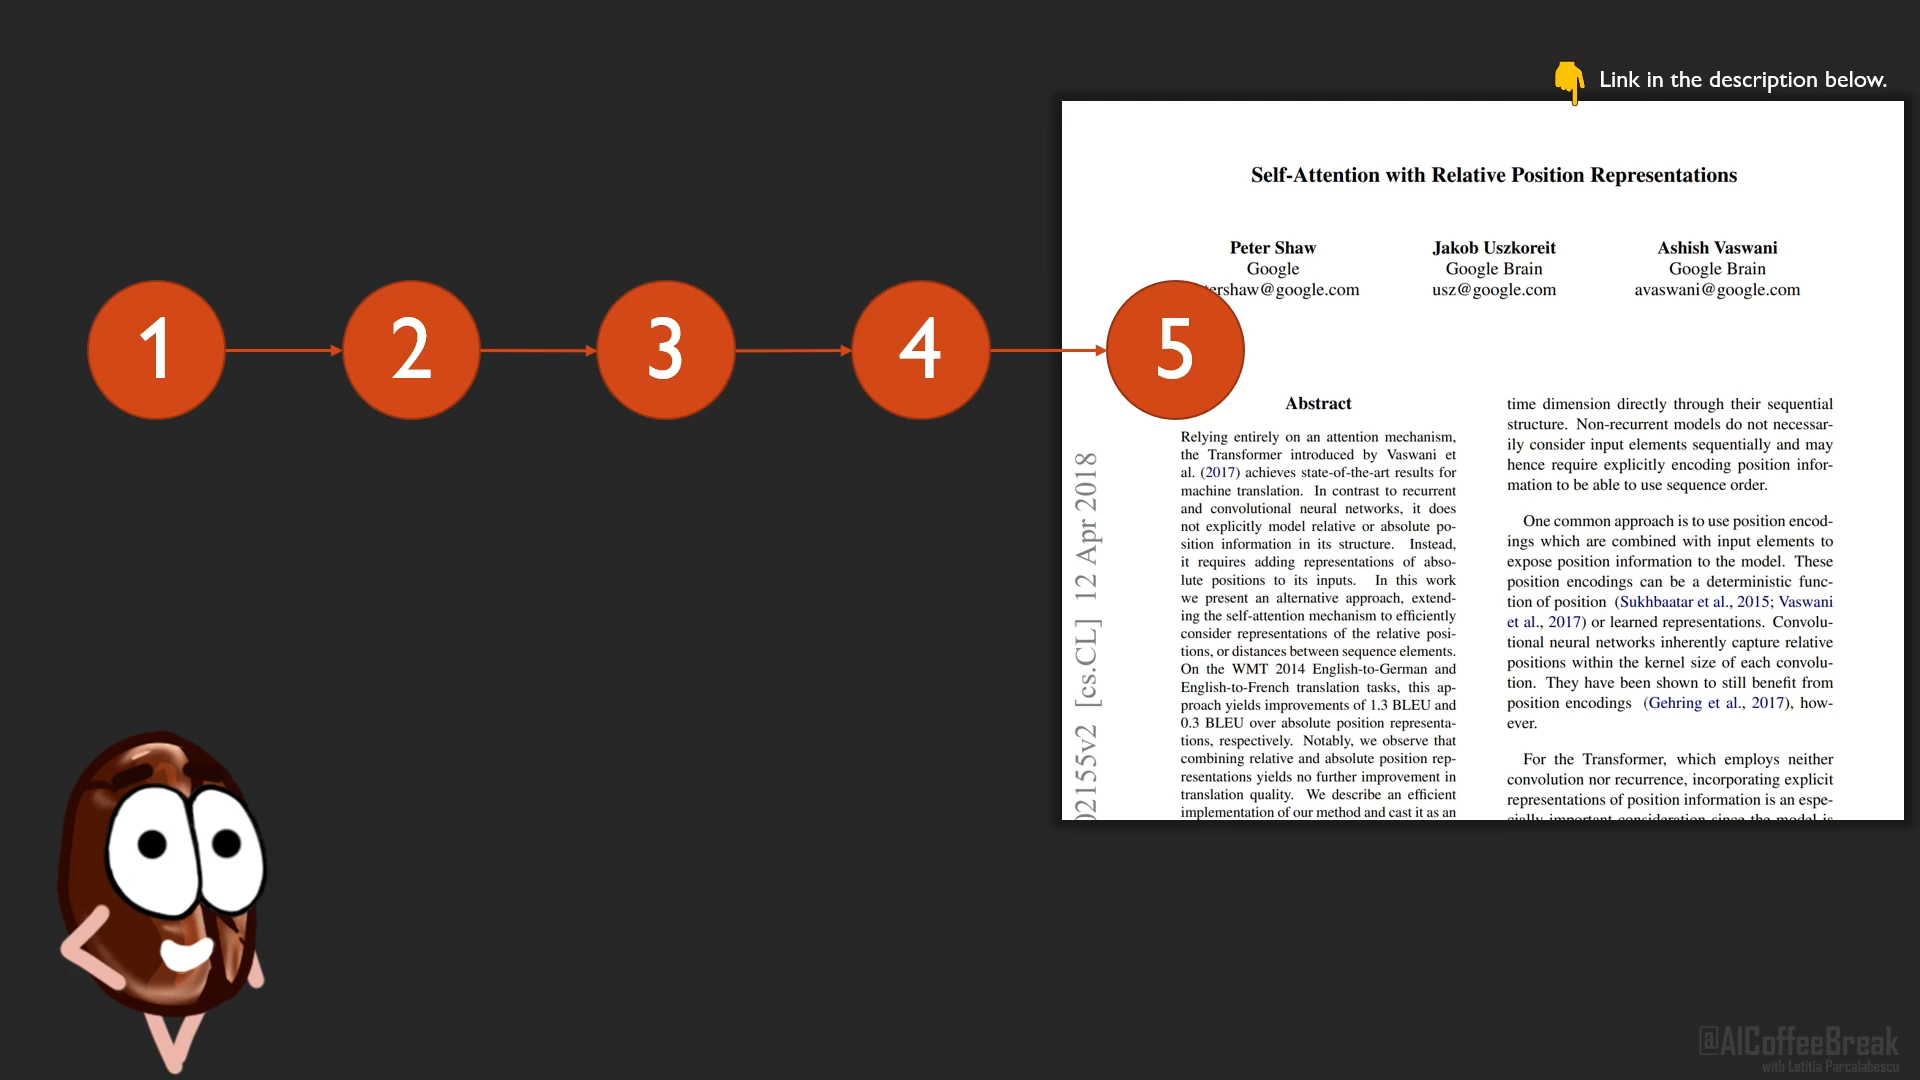 Link in the description below.
Self-Attention with Relative Position Representations
Peter Shaw
Google
tershaw@google.com
Jakob Uszkoreit
Google Brain
usz@google.com
Ashish Vaswani
Google Brain
avaswani@google.com
1
2
3
4
5
Abstract
Relying entirely on an attention mechanism,
the Transformer introduced by Vaswani et
al. (2017) achieves state-of-the-art results for
machine translation. In contrast to recurrent
and convolutional neural networks, it does
not explicitly model relative or absolute po-
sition information in its structure. Instead,
it requires adding representations of abso-
lute positions to its inputs. In this work
we present an alternative approach, extend-
ing the self-attention mechanism to efficiently
consider representations of the relative posi-
tions, or distances between sequence elements.
On the WMT 2014 English-to-German and
English-to-French translation tasks, this ap-
proach yields improvements of 1.3 BLEU and
0.3 BLEU over absolute position representa-
tions, respectively. Notably, we observe that
combining relative and absolute position rep-
resentations yields no further improvement in
translation quality. We describe an efficient
implementation of our method and cast it as an
time dimension directly through their sequential
structure. Non-recurrent models do not necessar-
ily consider input elements sequentially and may
hence require explicitly encoding position infor-
mation to be able to use sequence order.
One common approach is to use position encod-
ings which are combined with input elements to
expose position information to the model. These
position encodings can be a deterministic func-
tion of position (Sukhbaatar et al., 2015; Vaswani
et al., 2017) or learned representations. Convolu-
tional neural networks inherently capture relative
positions within the kernel size of each convolu-
tion. They have been shown to still benefit from
position encodings (Gehring et al., 2017), how-
ever.
For the Transformer, which employs neither
convolution nor recurrence, incorporating explicit
representations of position information is an espe-
cially important consideration since the model is
02155v2 [cs.CL] 12 Apr 2018
@AICoffeeBreak
with Letitia Parcalabescu